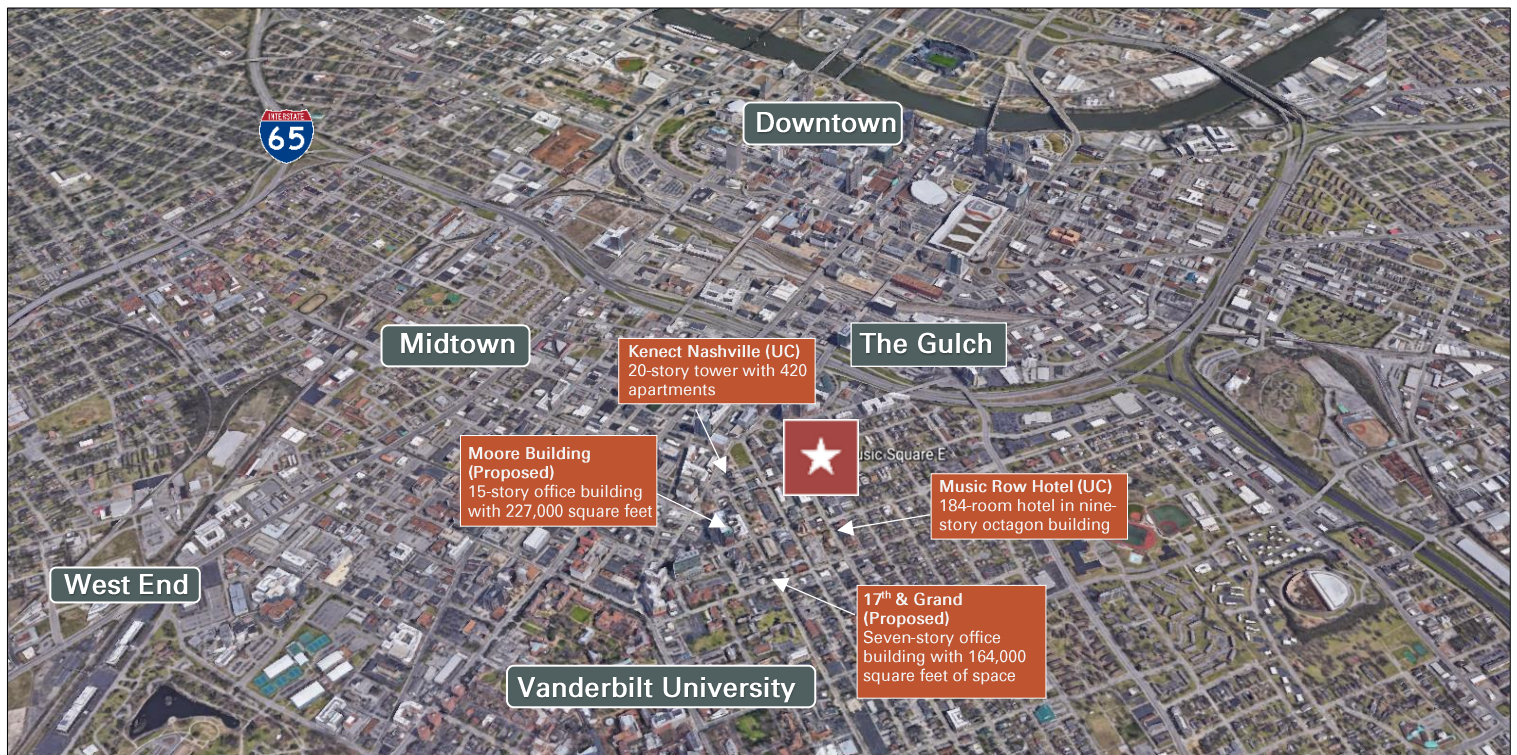 Downtown
INTERSTATE
65
Midtown
The Gulch
Kenect Nashville (UC)
20-story tower with 420
apartments
Moore Building
(Proposed)
15-story office building
with 227,000 square feet
usic Square E
Music Row Hotel (UC)
184-room hotel in nine-
story octagon building
West End
17th & Grand
(Proposed)
Seven-story office
building with 164,000
square feet of space
Vanderbilt University